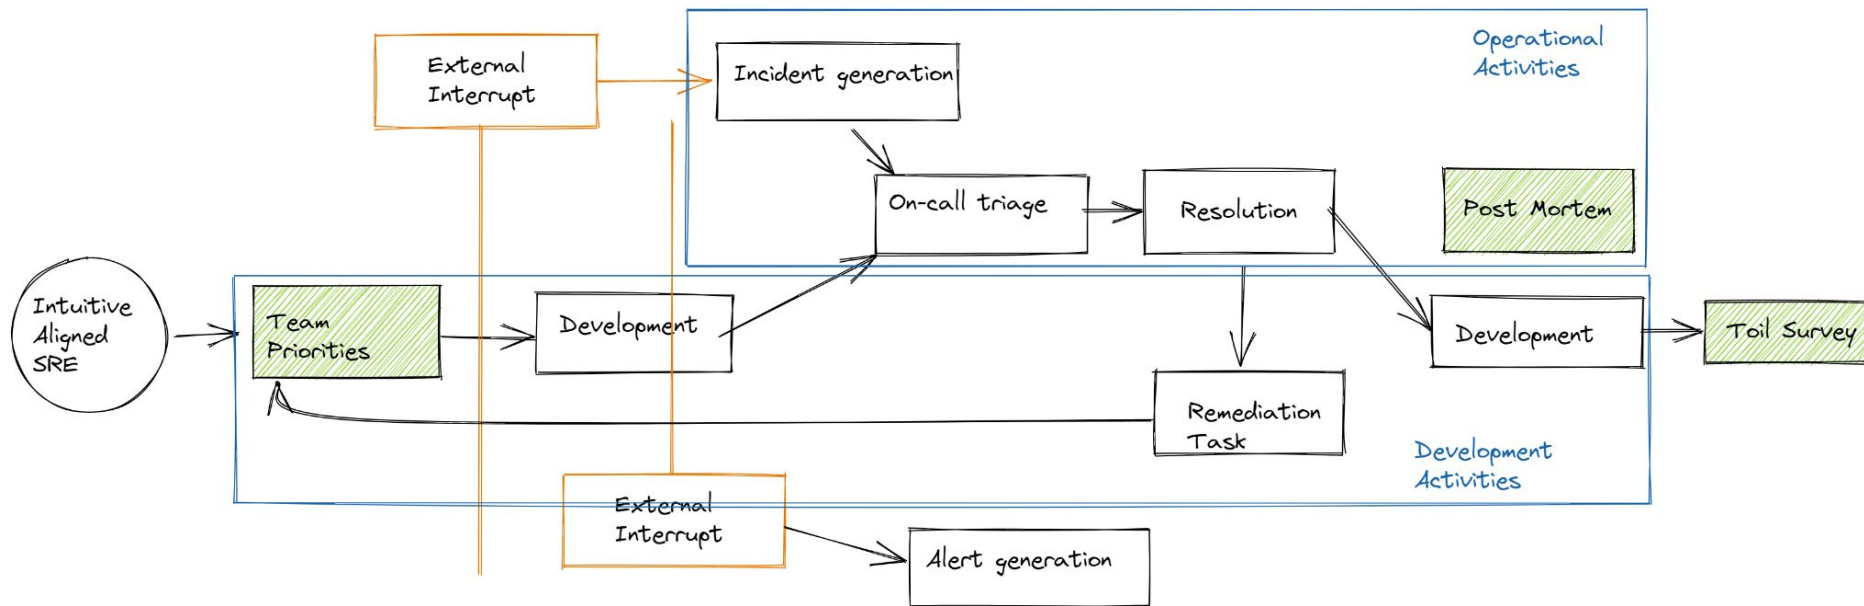 External
Interrupt
Incident generation
Operational
Activities
On-call triage
Resolution
Post Mortem
Intuitive
Aligned
SRE
Team
Priorities
Development
Development
Toil Survey
Remediation
Task
Development
Activities
External
Interrupt
Alert generation